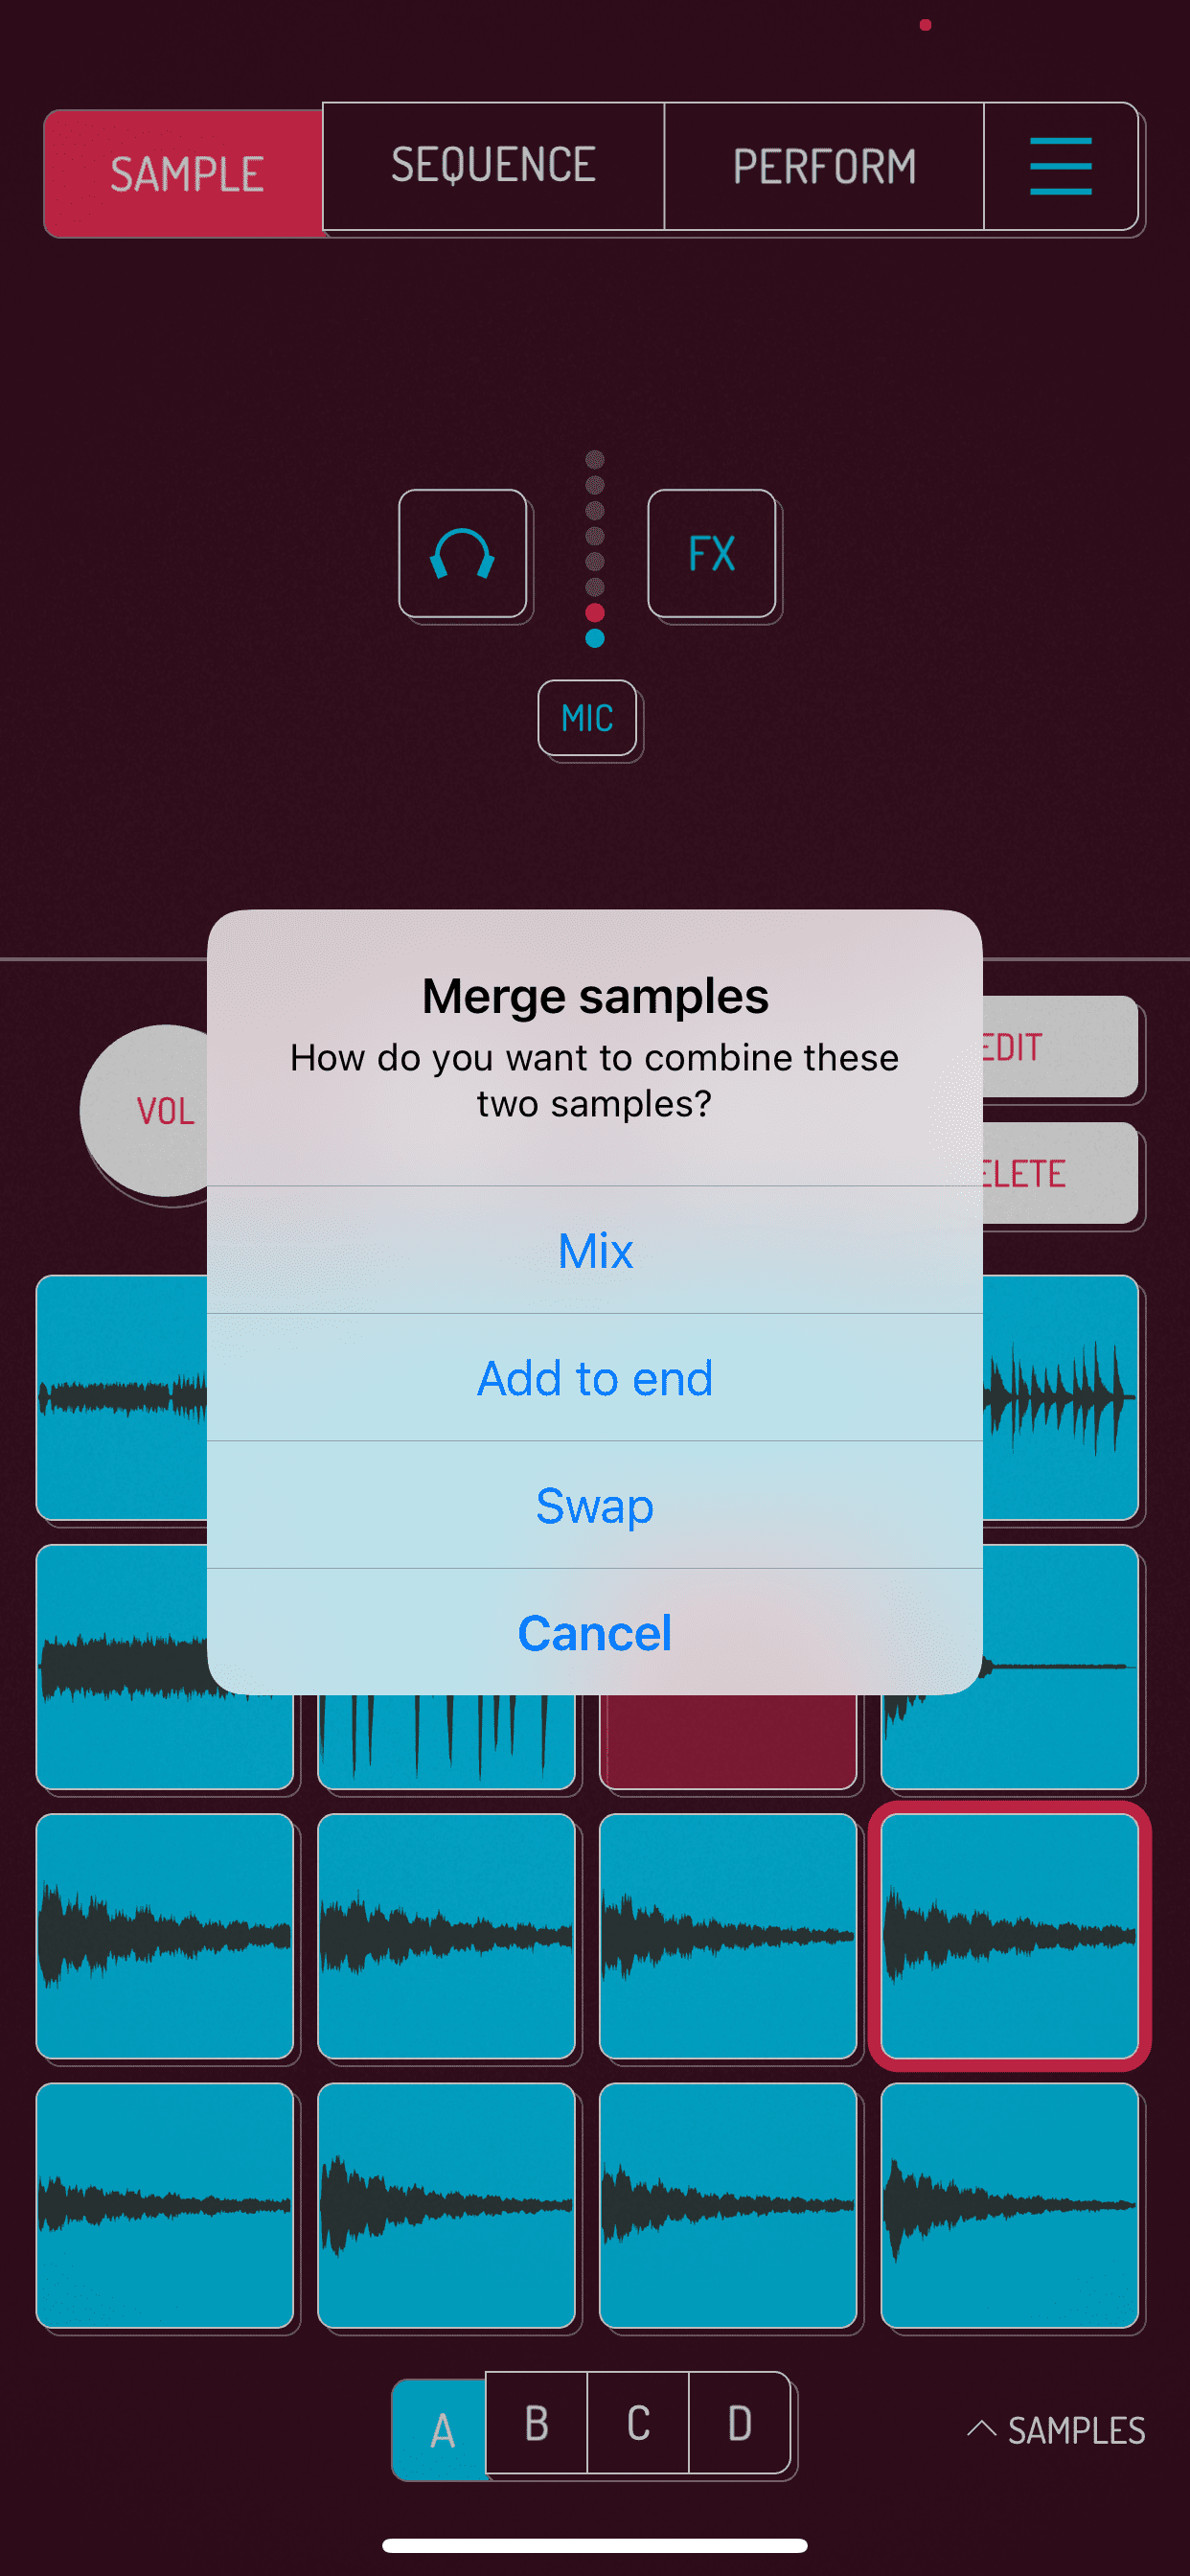 SAMPLE
SEQUENCE
PERFORM
FX
MIC
Merge samples
How do you want to combine these
two samples?
VOL
EDIT
ELETE
Mix
Add to end
Swap
Cancel
A
B
C
D
SAMPLES